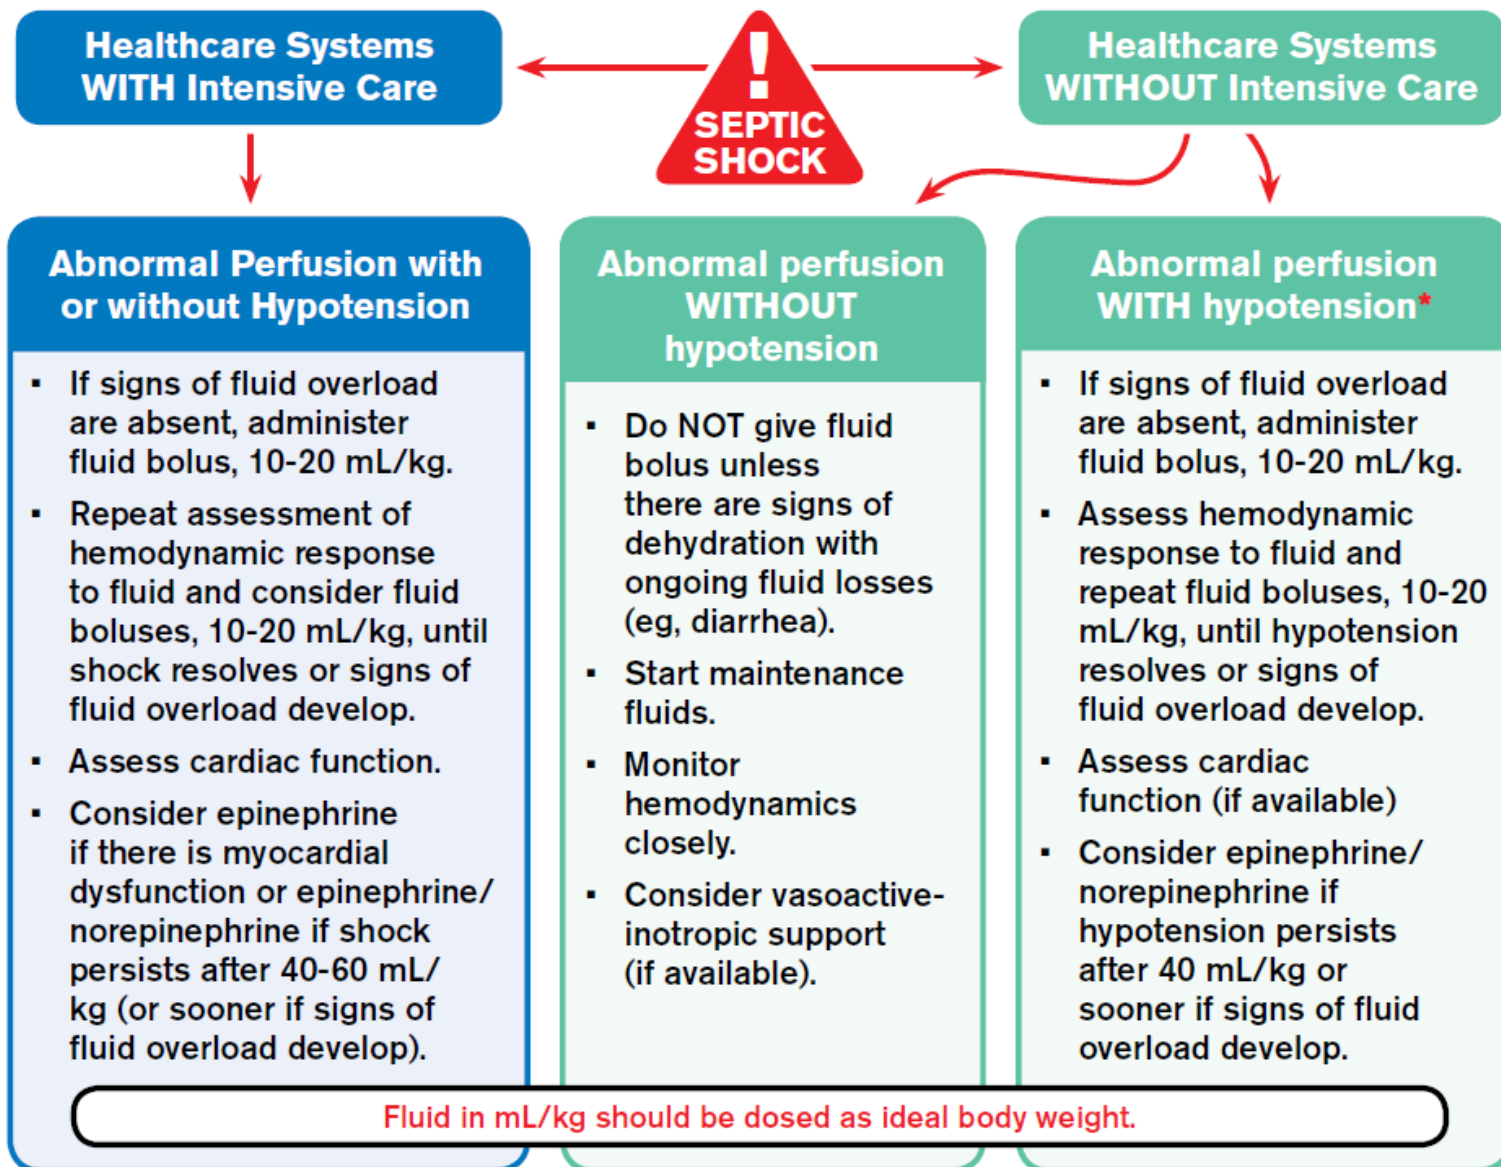 Healthcare Systems
WITH Intensive Care
!
SEPTIC
SHOCK
Healthcare Systems
WITHOUT Intensive Care
Abnormal Perfusion with
or without Hypotension
▪ If signs of fluid overload
are absent, administer
fluid bolus, 10-20 mL/kg.
▪ Repeat assessment of
hemodynamic response
to fluid and consider fluid
boluses, 10-20 mL/kg, until
shock resolves or signs of
fluid overload develop.
▪ Assess cardiac function.
▪ Consider epinephrine
if there is myocardial
dysfunction or epinephrine/
norepinephrine if shock
persists after 40-60 mL/
kg (or sooner if signs of
fluid overload develop).
Abnormal perfusion
WITHOUT
hypotension
▪ Do NOT give fluid
bolus unless
there are signs of
dehydration with
ongoing fluid losses
(eg, diarrhea).
▪ Start maintenance
fluids.
▪ Monitor
hemodynamics
closely.
▪ Consider vasoactive-
inotropic support
(if available).
Abnormal perfusion
WITH hypotension*
▪ If signs of fluid overload
are absent, administer
fluid bolus, 10-20 mL/kg.
▪ Assess hemodynamic
response to fluid and
repeat fluid boluses, 10-20
mL/kg, until hypotension
resolves or signs of
fluid overload develop.
▪ Assess cardiac
function (if available)
▪ Consider epinephrine/
norepinephrine if
hypotension persists
after 40 mL/kg or
sooner if signs of fluid
overload develop.
Fluid in mL/kg should be dosed as ideal body weight.